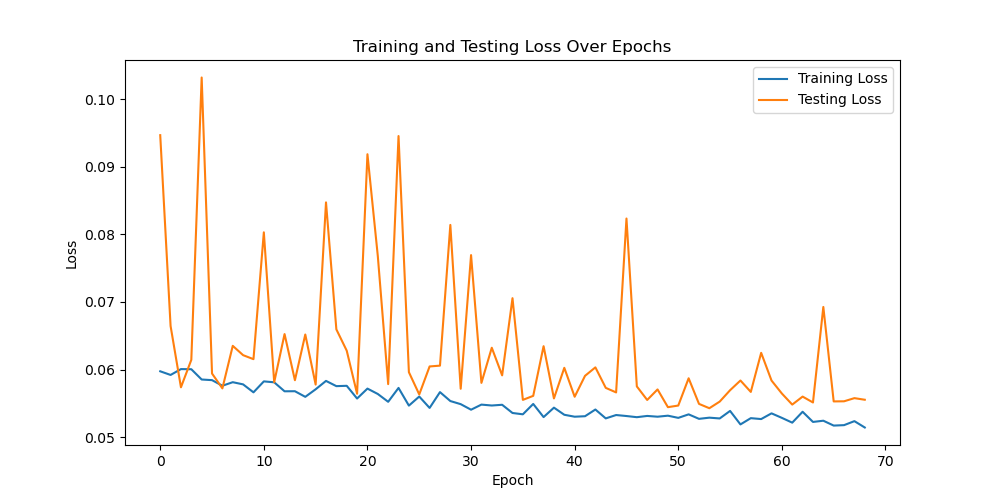 Training and Testing Loss Over Epochs
Training Loss
Testing Loss
0.10
0.09
0.08
0.07
0.06
0.05
Loss
0 10 20 30 40 50 60 70
Epoch